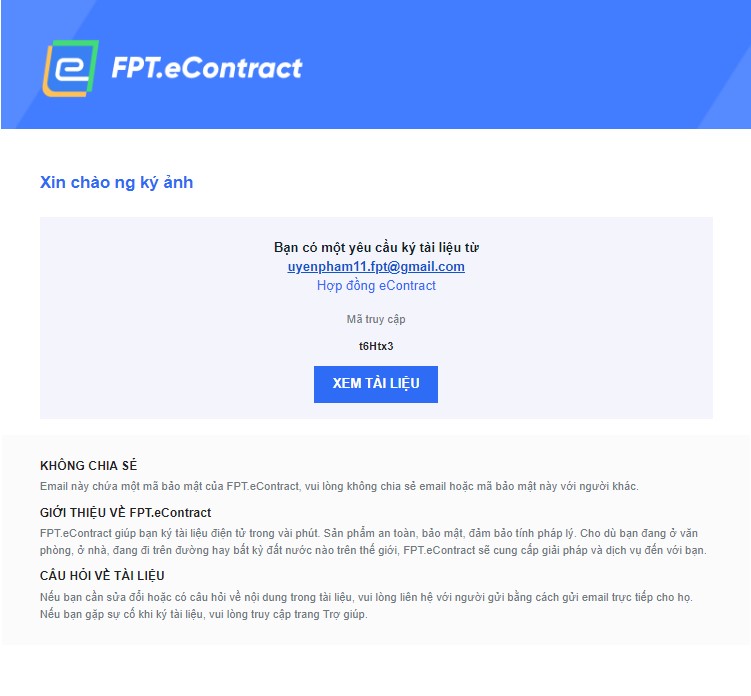 FPT.eContract
Xin chào ng ký ảnh
Bạn có một yêu cầu ký tài liệu từ
uyenpham11.fpt@gmail.com
Hợp đồng eContract
Mã truy cập
t6Htx3
XEM TÀI LIỆU
KHÔNG CHIA SẺ
Email này chứa một mã bảo mật của FPT.eContract, vui lòng không chia sẻ email hoặc mã bảo mật này với người khác.
GIỚI THIỆU VỀ FPT.eContract
FPT.eContract giúp bạn ký tài liệu điện tử trong vài phút. Sản phẩm an toàn, bảo mật, đảm bảo tính pháp lý. Cho dù bạn đang ở văn
phòng, ở nhà, đang đi trên đường hay bất kỳ đất nước nào trên thế giới, FPT.eContract sẽ cung cấp giải pháp và dịch vụ đến với bạn.
CÂU HỎI VỀ TÀI LIỆU
Nếu bạn cần sửa đổi hoặc có câu hỏi về nội dung trong tài liệu, vui lòng liên hệ với người gửi bằng cách gửi email trực tiếp cho họ.
Nếu bạn gặp sự cố khi ký tài liệu, vui lòng truy cập trang Trợ giúp.